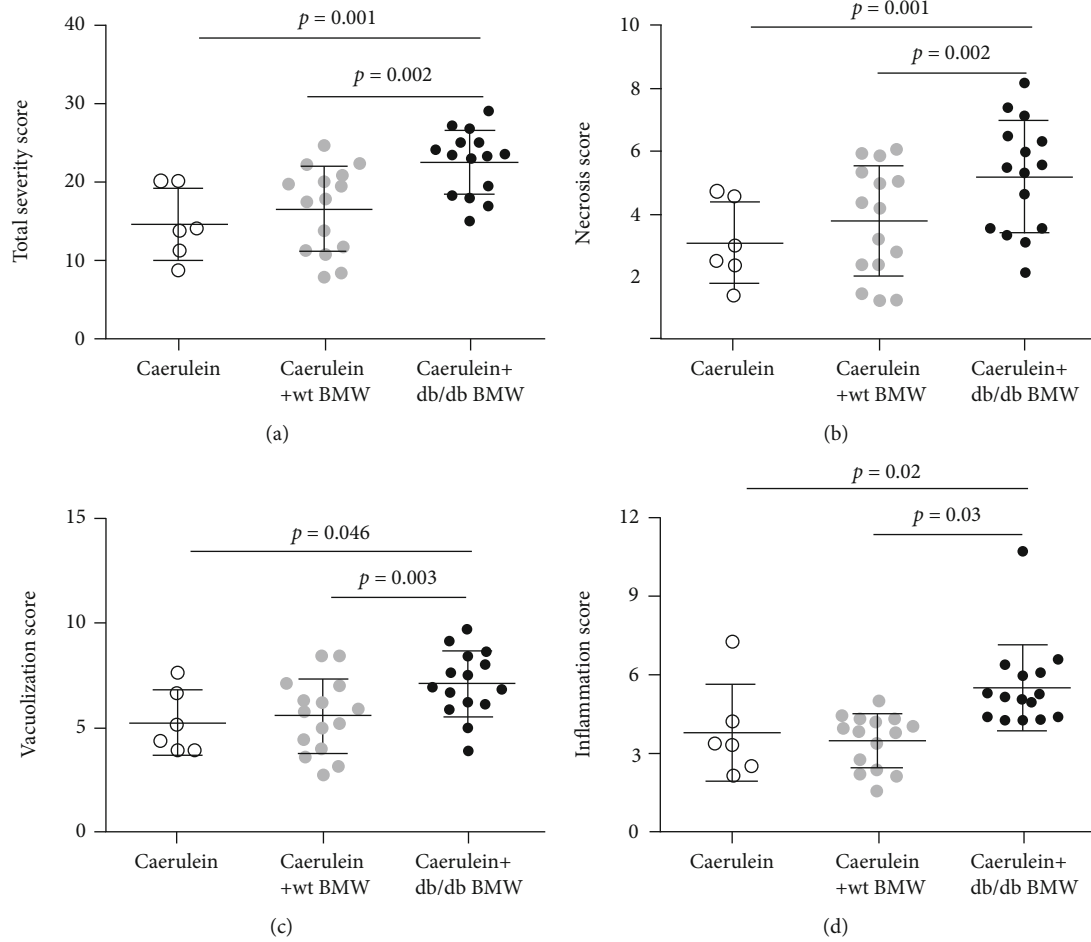 p = 0.001
p = 0.002
40
30
20
10
0
Total severity score
Caerulein
Caerulein
+wt BMW
Caerulein+
db/db BMW
(a)
p = 0.001
p = 0.002
10
8
6
4
2
Necrosis score
Caerulein
Caerulein
+wt BMW
Caerulein+
db/db BMW
(b)
p = 0.046
p = 0.003
15
10
5
0
Vacuolization score
Caerulein
Caerulein
+wt BMW
Caerulein+
db/db BMW
(c)
p = 0.02
p = 0.03
12
9
6
3
0
Inflammation score
Caerulein
Caerulein
+wt BMW
Caerulein+
db/db BMW
(d)